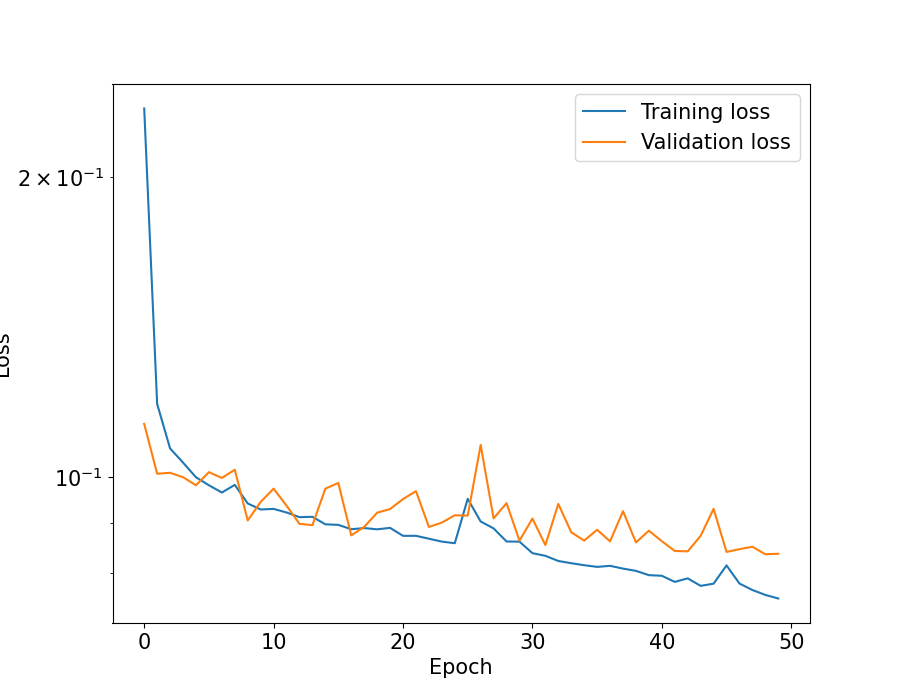 Training loss
Validation loss
2 × 10⁻¹
10⁻¹
Loss
0 10 20 30 40 50
Epoch